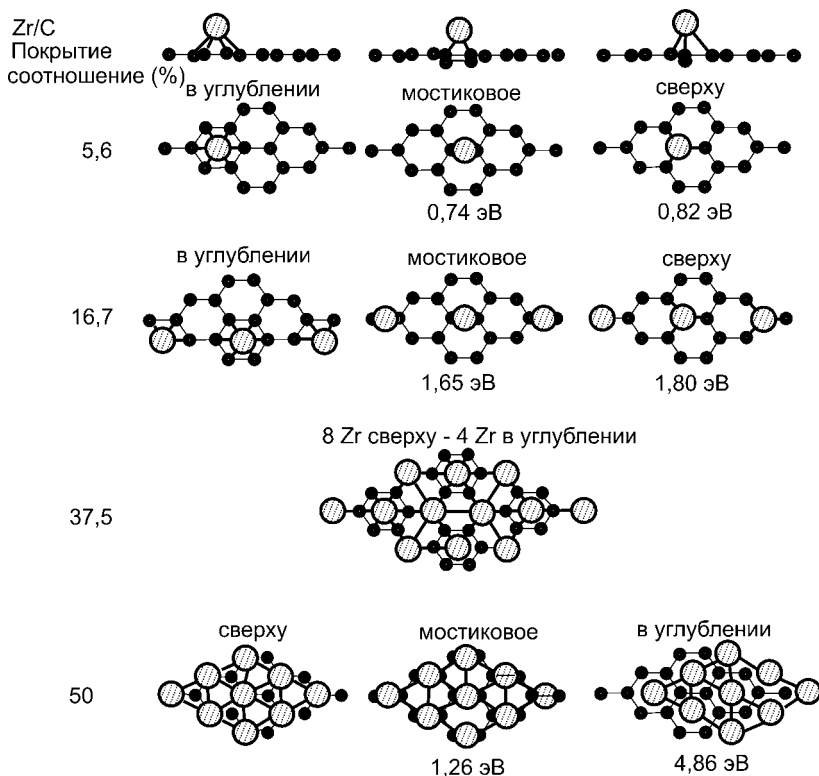 Zr/C
Покрытие
соотношение (%)
в углублении мостиковое сверху
5,6
0,74 эВ 0,82 эВ
в углублении мостиковое сверху
16,7
1,65 эВ 1,80 эВ
8 Zr сверху - 4 Zr в углублении
37,5
сверху мостиковое в углублении
50
1,26 эВ 4,86 эВ